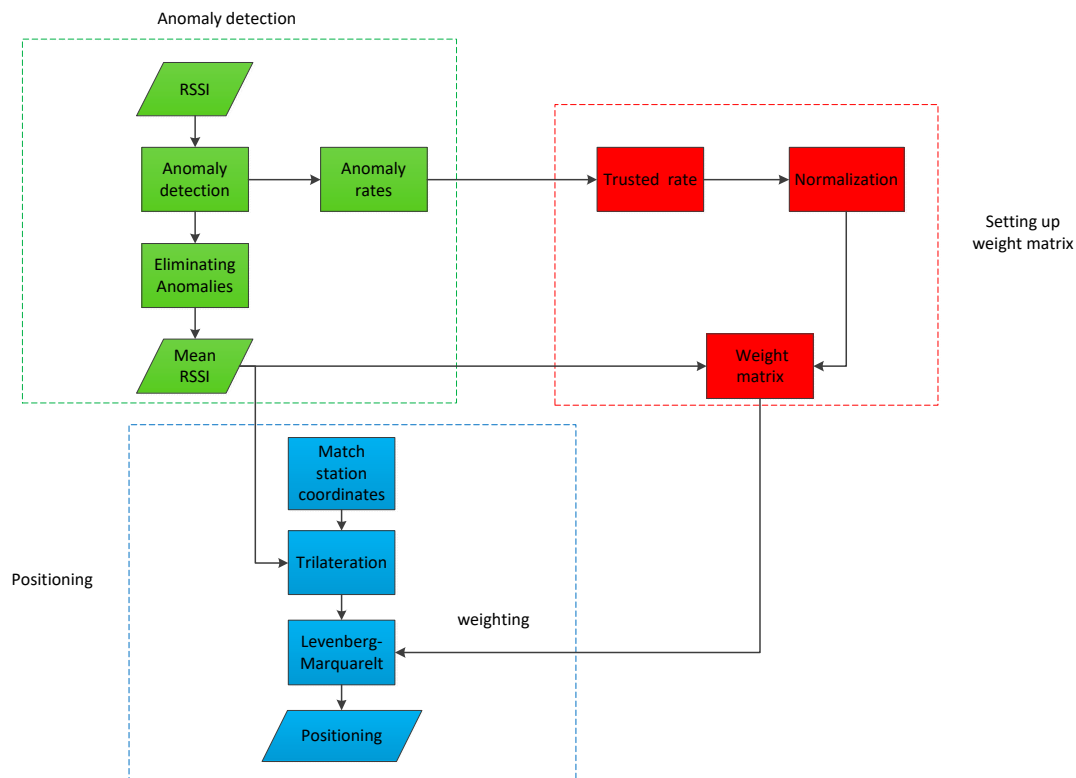 Anomaly detection
RSSI
Anomaly
detection
Anomaly
rates
Trusted rate
Normalization
Setting up
weight matrix
Eliminating
Anomalies
Mean
RSSI
Weight
matrix
Match
station
coordinates
Trilateration
Positioning
weighting
Levenberg-
Marquarelt
Positioning